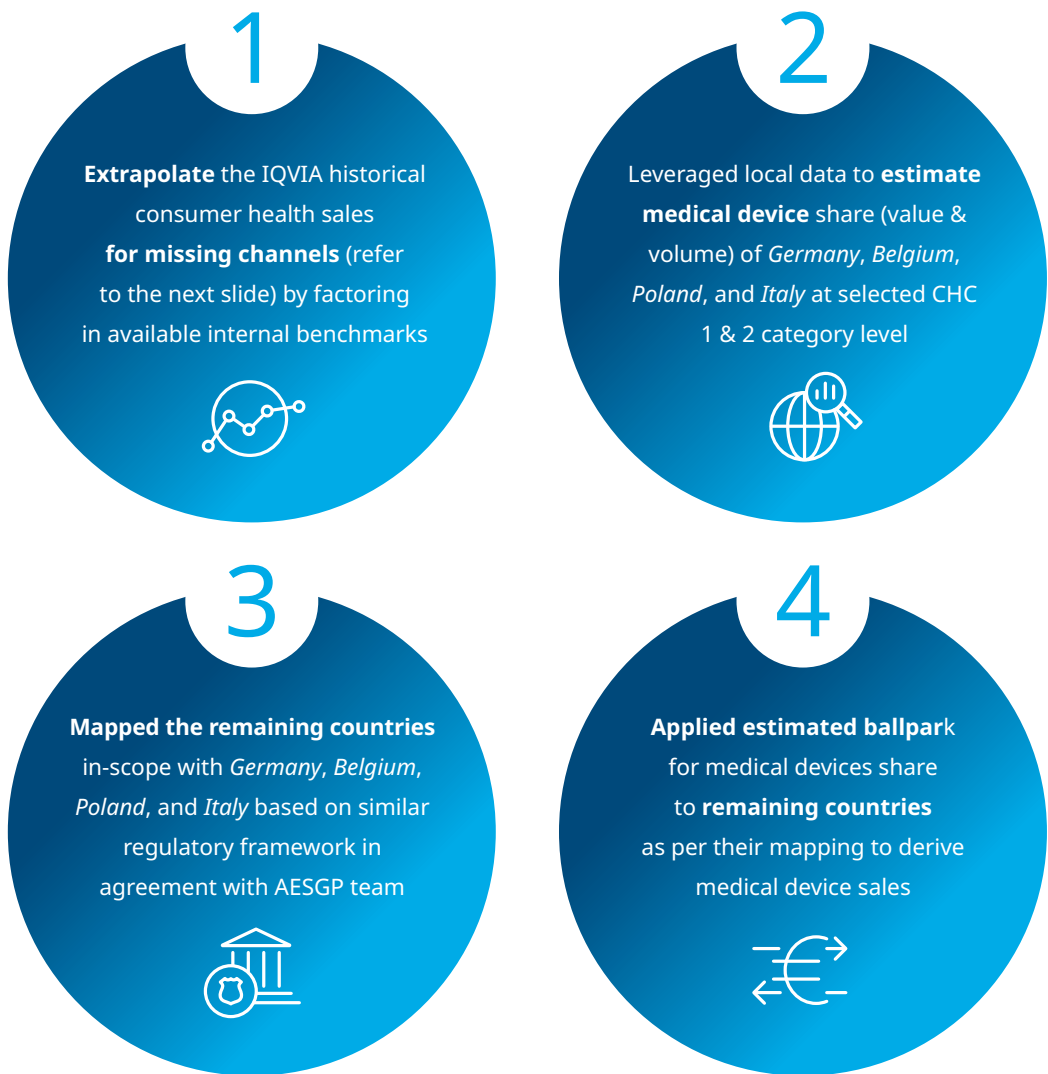 1
Extrapolate the IQVIA historical
consumer health sales
for missing channels (refer
to the next slide) by factoring
in available internal benchmarks
2
Leveraged local data to estimate
medical device share (value &
volume) of Germany, Belgium,
Poland, and Italy at selected CHC
1 & 2 category level
3
Mapped the remaining countries
in-scope with Germany, Belgium,
Poland, and Italy based on similar
regulatory framework in
agreement with AESGP team
4
Applied estimated ballpark
for medical devices share
to remaining countries
as per their mapping to derive
medical device sales